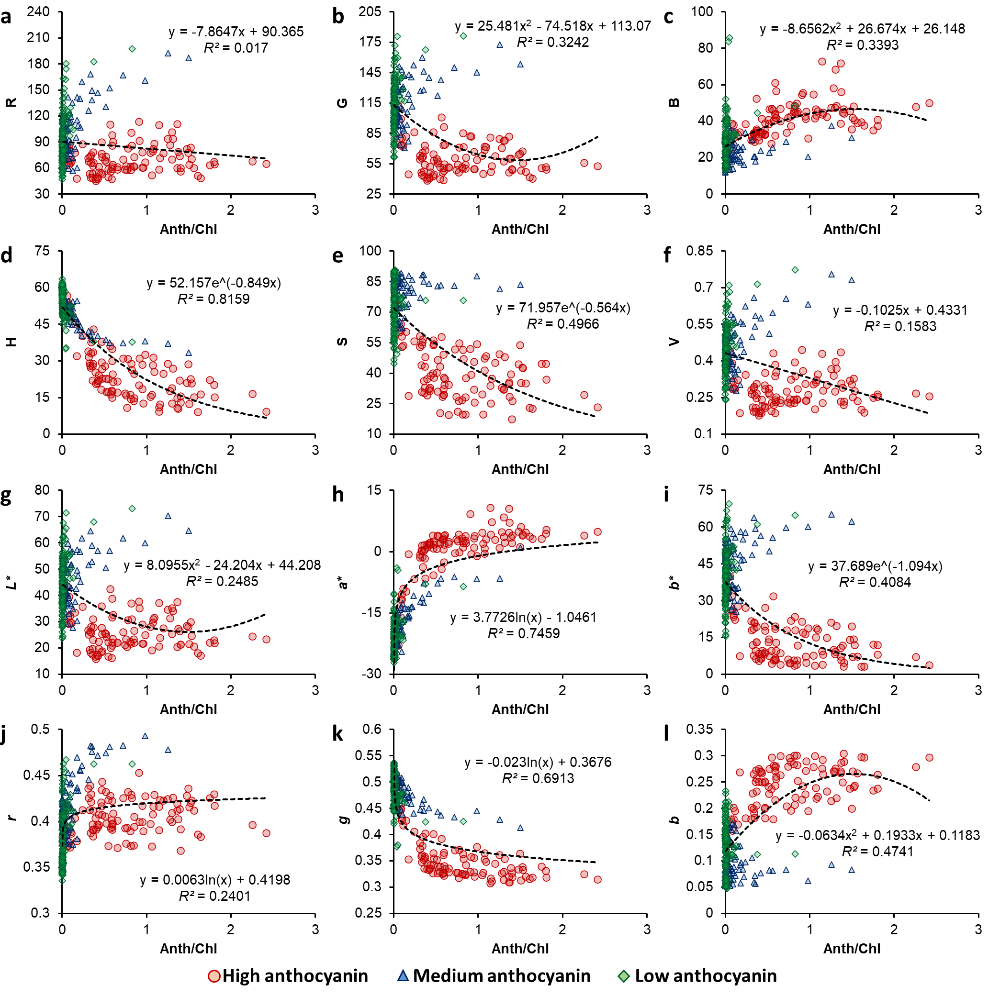 a
240
210
180
150
120
90
60
30
R
y = -7.8647x + 90.365
R² = 0.017
0 1 2 3
Anth/Chl
b
205
175
145
115
85
55
25
G
y = 25.481x² - 74.518x + 113.07
R² = 0.3242
0 1 2 3
Anth/Chl
c
100
80
60
40
20
0
B
y = -8.6562x² + 26.674x + 26.148
R² = 0.3393
0 1 2 3
Anth/Chl
d
75
60
45
30
15
0
H
y = 52.157e^(-0.849x)
R² = 0.8159
0 1 2 3
Anth/Chl
e
100
85
70
55
40
25
10
S
y = 71.957e^(-0.564x)
R² = 0.4966
0 1 2 3
Anth/Chl
f
0.85
0.7
0.55
0.4
0.25
0.1
V
y = -0.1025x + 0.4331
R² = 0.1583
0 1 2 3
Anth/Chl
g
80
70
60
50
40
30
20
10
L*
y = 8.0955x² - 24.204x + 44.208
R² = 0.2485
0 1 2 3
Anth/Chl
h
15
0
-15
-30
a*
y = 3.7726ln(x) - 1.0461
R² = 0.7459
0 1 2 3
Anth/Chl
i
75
60
45
30
15
0
b*
y = 37.689e^(-1.094x)
R² = 0.4084
0 1 2 3
Anth/Chl
j
0.5
0.45
0.4
0.35
0.3
r
y = 0.0063ln(x) + 0.4198
R² = 0.2401
0 1 2 3
Anth/Chl
k
0.6
0.55
0.5
0.45
0.4
0.35
0.3
0.25
g
y = -0.023ln(x) + 0.3676
R² = 0.6913
0 1 2 3
Anth/Chl
l
0.35
0.3
0.25
0.2
0.15
0.1
0.05
0
b
y = -0.0634x² + 0.1933x + 0.1183
R² = 0.4741
0 1 2 3
Anth/Chl
High anthocyanin Medium anthocyanin Low anthocyanin